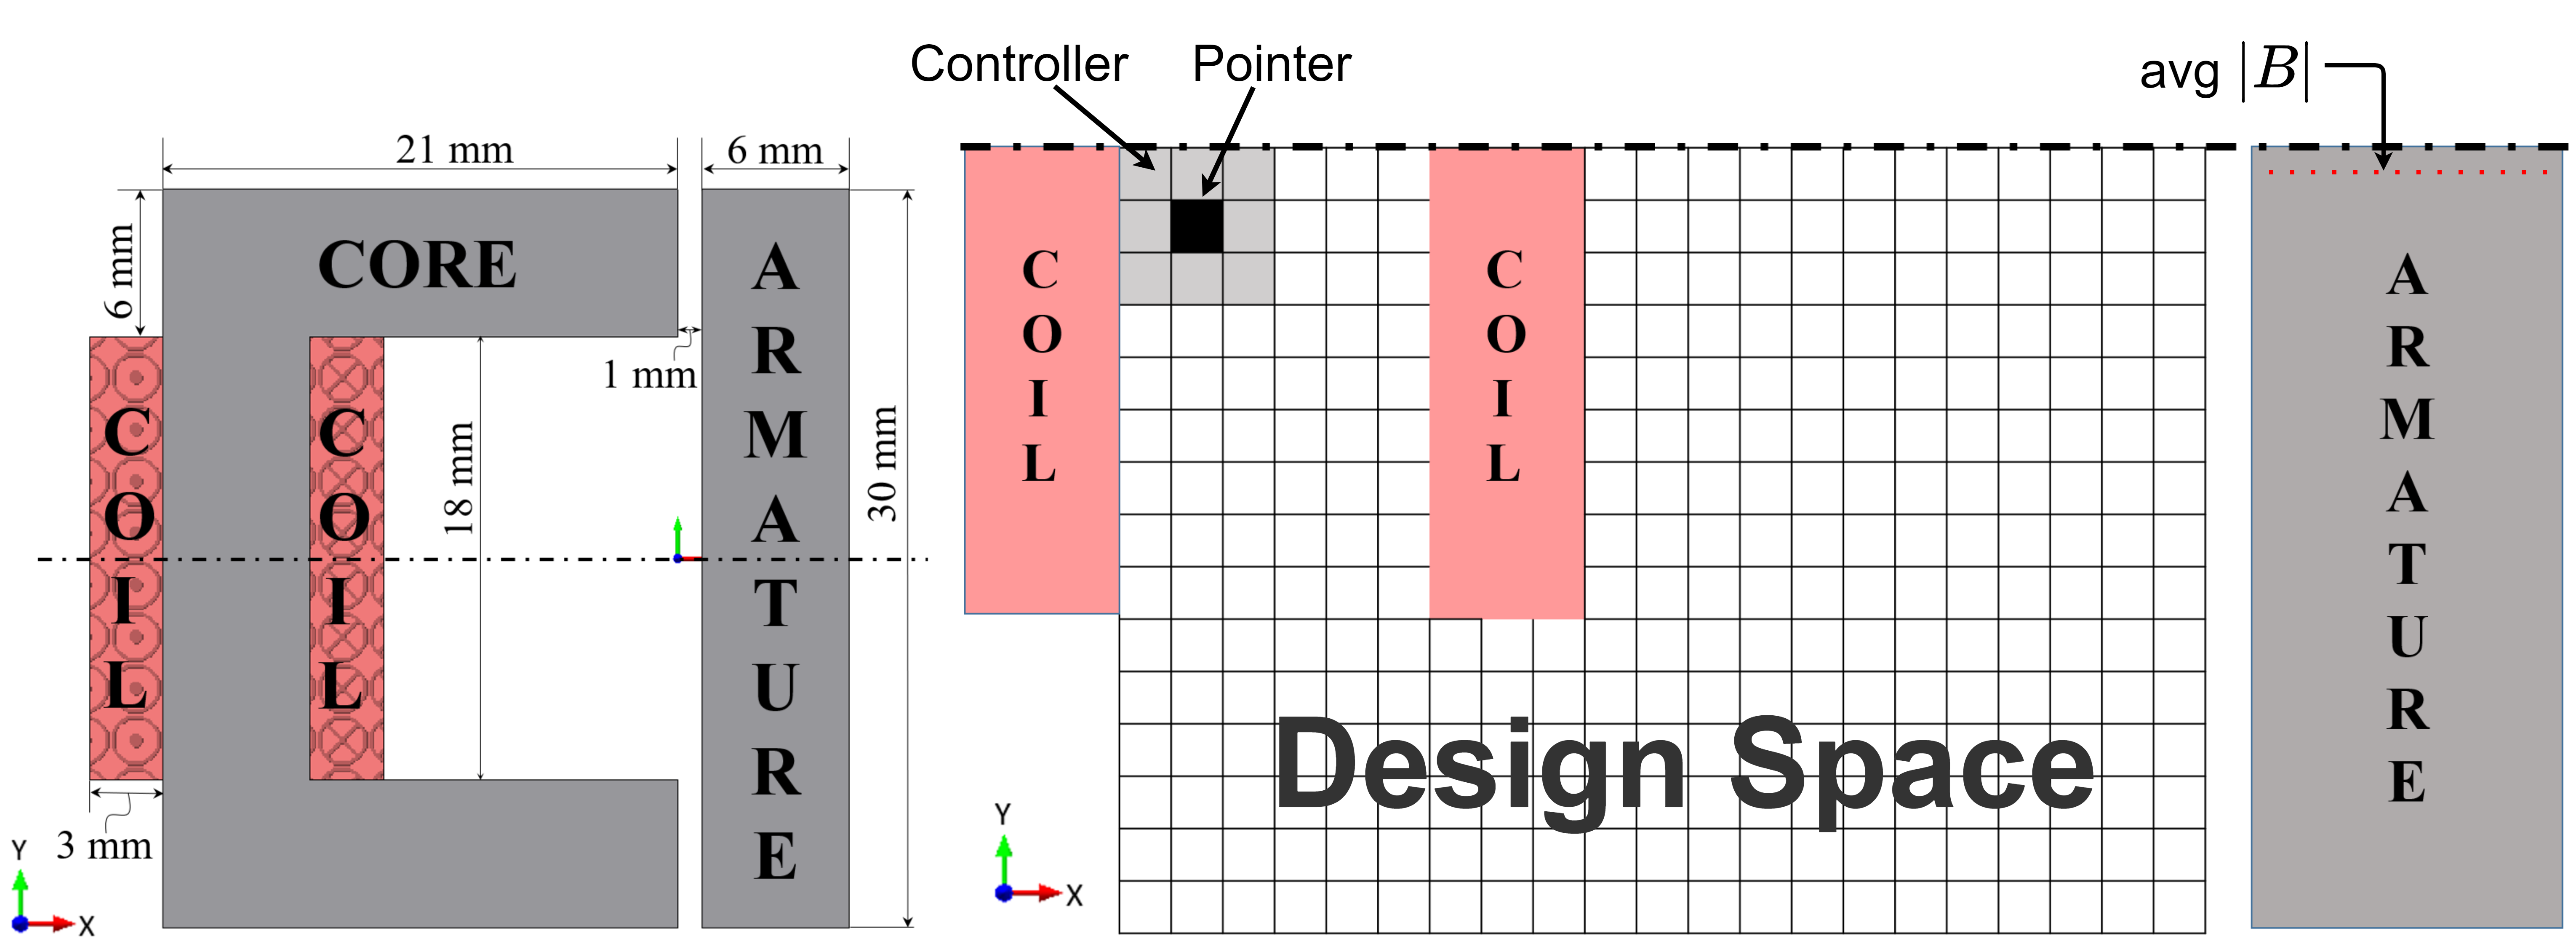 Controller
Pointer
avg |B|
21 mm
6 mm
6 mm
CORE
1 mm
COIL
COIL
18 mm
ARMATURE
30 mm
3 mm
Y
X
COIL
COIL
Design Space
ARMATURE
Y
X